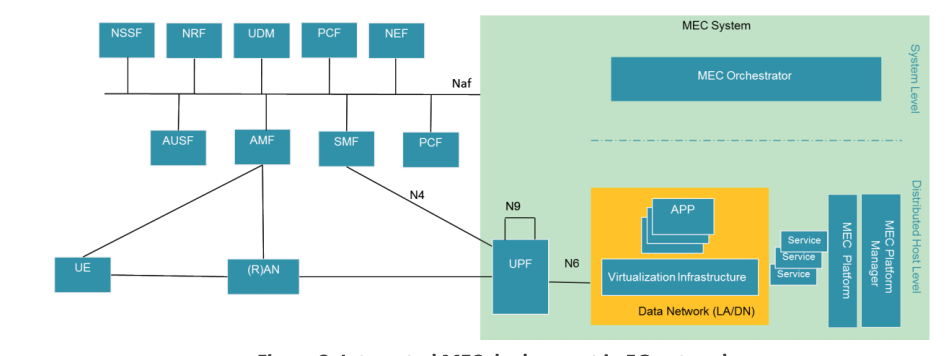 MEC System
NSSF
NRF
UDM
PCF
NEF
MEC Orchestrator
System Level
Naf
AUSF
AMF
SMF
PCF
N4
N9
APP
UE
(R)AN
UPF
N6
Virtualization Infrastructure
Data Network (LA/DN)
Service
Service
Service
MEC Platform
MEC Platform
Manager
Distributed Host Level